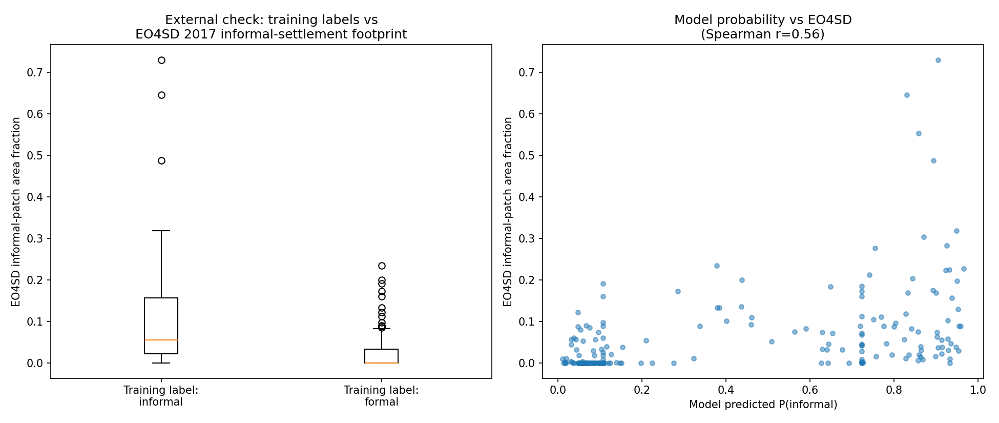 External check: training labels vs
EO4SD 2017 informal-settlement footprint
EO4SD informal-patch area fraction
0.7
0.6
0.5
0.4
0.3
0.2
0.1
0.0
Training label:
informal
Training label:
formal
Model probability vs EO4SD
(Spearman r=0.56)
EO4SD informal-patch area fraction
0.7
0.6
0.5
0.4
0.3
0.2
0.1
0.0
0.0 0.2 0.4 0.6 0.8 1.0
Model predicted P(informal)